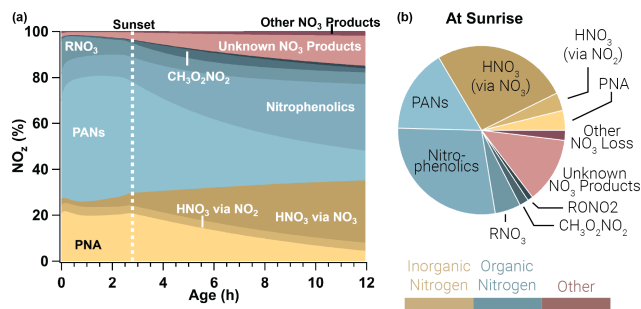 (a)
Sunset
Other NO3 Products
100
80
60
40
20
0
NOz (%)
RNO3
Unknown NO3 Products
CH3O2NO2
Nitrophenolics
PANs
HNO3 via NO2
HNO3 via NO3
PNA
0 2 4 6 8 10 12
Age (h)
(b)
At Sunrise
HNO3
(via NO3)
HNO3
(via NO2)
PNA
PANs
Other
NO3 Loss
Nitro-
phenolics
Unknown
NO3 Products
RONO2
CH3O2NO2
RNO3
Inorganic
Nitrogen
Organic
Nitrogen
Other